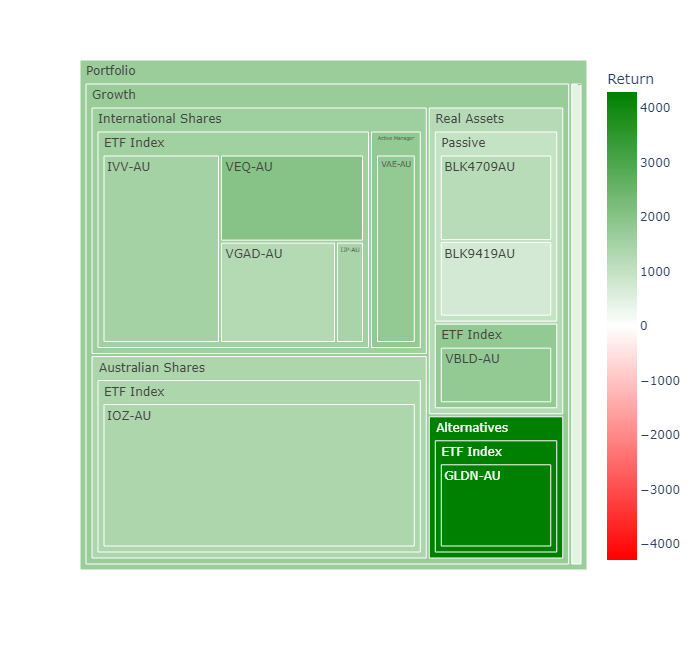 Portfolio
Growth
International Shares
ETF Index
IVV-AU
VEQ-AU
VGAD-AU
Active Manager
VAE-AU
Real Assets
Passive
BLK4709AU
BLK9419AU
ETF Index
VBLD-AU
Australian Shares
ETF Index
IOZ-AU
Alternatives
ETF Index
GLDN-AU
Return
4000
3000
2000
1000
0
−1000
−2000
−3000
−4000